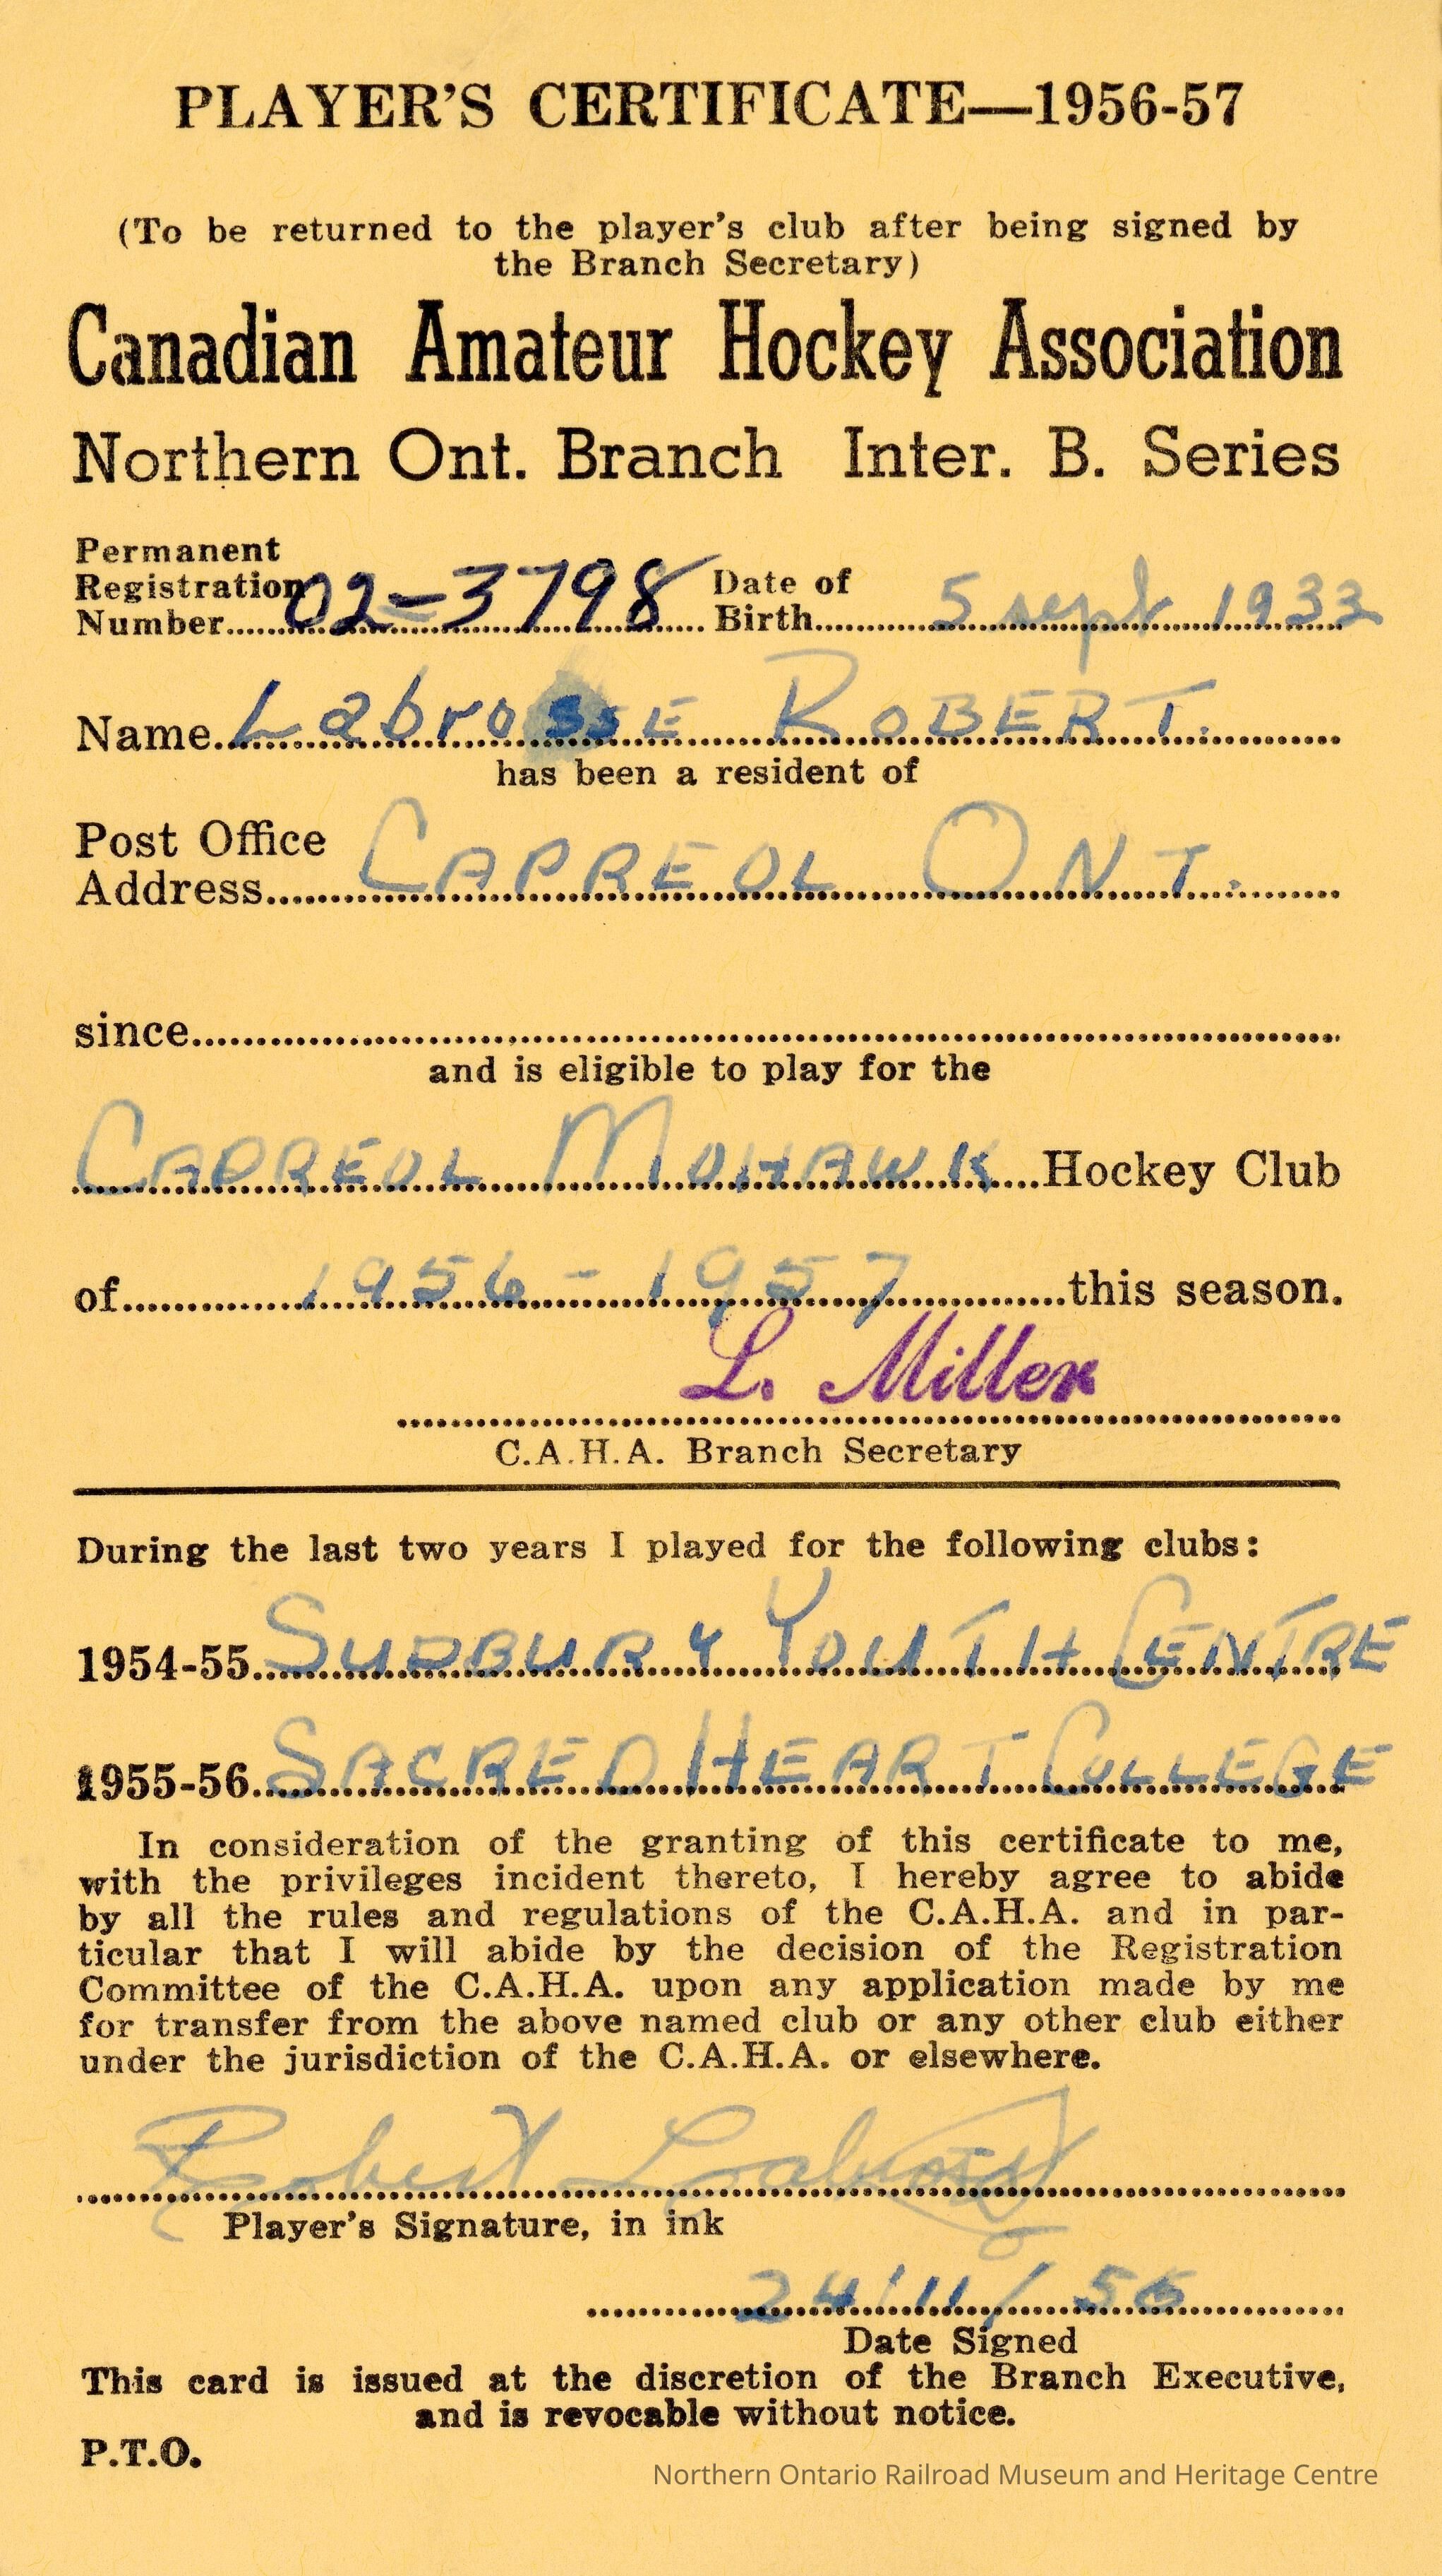 PLAYER'S CERTIFICATE—1956-57
(To be returned to the player's club after being signed by
the Branch Secretary)
Canadian Amateur Hockey Association
Northern Ont. Branch Inter. B. Series
Permanent
Registration
Number 02-3798
Date of
Birth 5 sept 1933
Name Labrosse ROBERT.
has been a resident of
Post Office
Address CAPREOL ONT.
since
and is eligible to play for the
CAPREOL MOHAWK Hockey Club
of 1956-1957 this season.
L. Miller
C.A.H.A. Branch Secretary
During the last two years I played for the following clubs:
1954-55 SUDBURY YOUTH CENTRE
1955-56 SACRED HEART COLLEGE
In consideration of the granting of this certificate to me,
with the privileges incident thereto, I hereby agree to abide
by all the rules and regulations of the C.A.H.A. and in par-
ticular that I will abide by the decision of the Registration
Committee of the C.A.H.A. upon any application made by me
for transfer from the above named club or any other club either
under the jurisdiction of the C.A.H.A. or elsewhere.
Robert Labrosse
Player's Signature, in ink
24/11/56
Date Signed
This card is issued at the discretion of the Branch Executive,
and is revocable without notice.
P.T.O.
Northern Ontario Railroad Museum and Heritage Centre